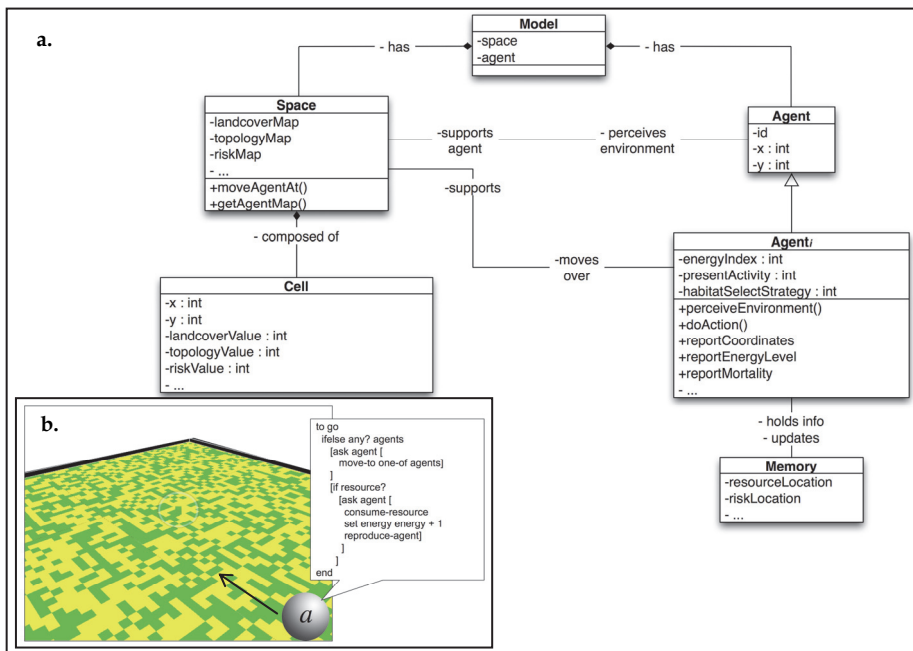 a.
Model
-space
-agent
- has
- has
Space
-landcoverMap
-topologyMap
-riskMap
- ...
+moveAgentAt()
+getAgentMap()
-supports
agent
- perceives
environment
Agent
-id
-x : int
-y : int
-supports
-moves
over
- composed of
Agenti
-energyIndex : int
-presentActivity : int
-habitatSelectStrategy : int
+perceiveEnvironment()
+doAction()
+reportCoordinates
+reportEnergyLevel
+reportMortality
- ...
Cell
-x : int
-y : int
-landcoverValue : int
-topologyValue : int
-riskValue : int
- ...
- holds info
- updates
Memory
-resourceLocation
-riskLocation
- ...
b.
to go
ifelse any? agents
[ask agent [
move-to one-of agents]
]
[if resource?
[ask agent [
consume-resource
set energy energy + 1
reproduce-agent]
]
]
end
a